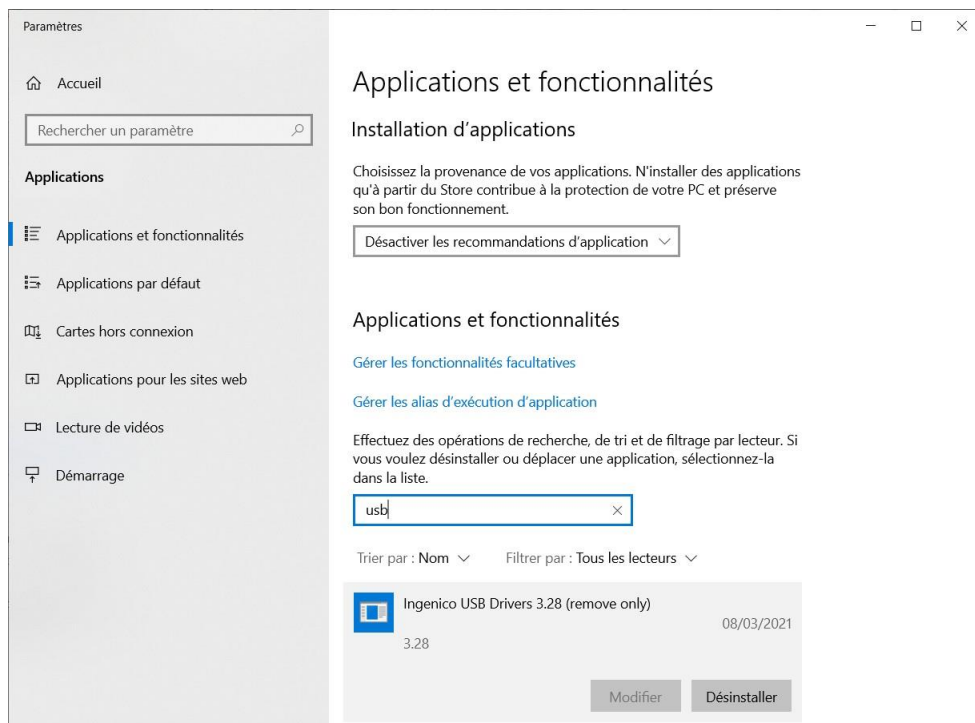 Paramètres
Accueil
Rechercher un paramètre
Applications
Applications et fonctionnalités
Applications par défaut
Cartes hors connexion
Applications pour les sites web
Lecture de vidéos
Démarrage
Applications et fonctionnalités
Installation d'applications
Choisissez la provenance de vos applications. N'installer des applications
qu'à partir du Store contribue à la protection de votre PC et préserve
son bon fonctionnement.
Désactiver les recommandations d'application
Applications et fonctionnalités
Gérer les fonctionnalités facultatives
Gérer les alias d'exécution d'application
Effectuez des opérations de recherche, de tri et de filtrage par lecteur. Si
vous voulez désinstaller ou déplacer une application, sélectionnez-la
dans la liste.
usb
Trier par : Nom Filtrer par : Tous les lecteurs
Ingenico USB Drivers 3.28 (remove only)
08/03/2021
3.28
Modifier Désinstaller